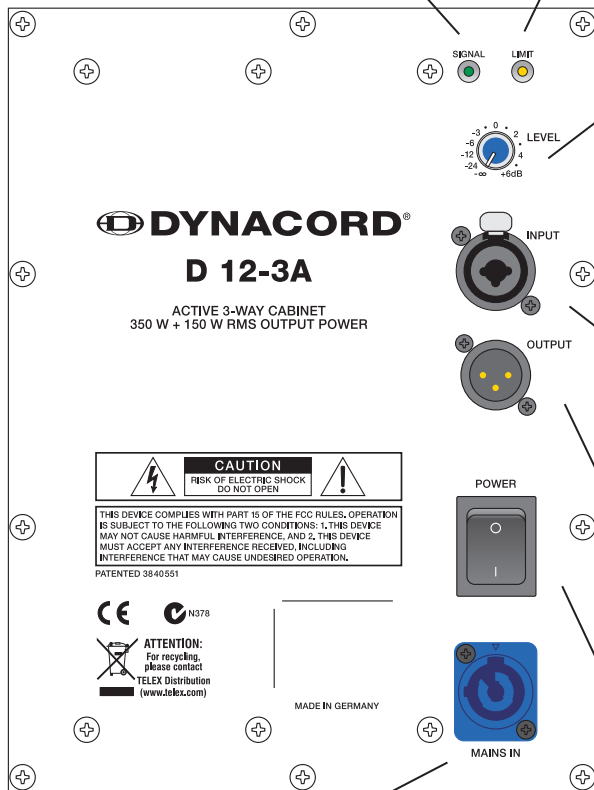 SIGNAL LIMIT
-∞ -24 -12 -6 -3 0 2 4 +6dB
LEVEL
DYNACORD®
D 12-3A
ACTIVE 3-WAY CABINET
350 W + 150 W RMS OUTPUT POWER
INPUT
OUTPUT
CAUTION
RISK OF ELECTRIC SHOCK
DO NOT OPEN
THIS DEVICE COMPLIES WITH PART 15 OF THE FCC RULES. OPERATION
IS SUBJECT TO THE FOLLOWING TWO CONDITIONS: 1. THIS DEVICE
MAY NOT CAUSE HARMFUL INTERFERENCE, AND 2. THIS DEVICE
MUST ACCEPT ANY INTERFERENCE RECEIVED, INCLUDING
INTERFERENCE THAT MAY CAUSE UNDESIRED OPERATION.
PATENTED 3840551
POWER
O
I
CE N378
ATTENTION:
For recycling,
please contact
TELEX Distribution
(www.telex.com)
MADE IN GERMANY
MAINS IN